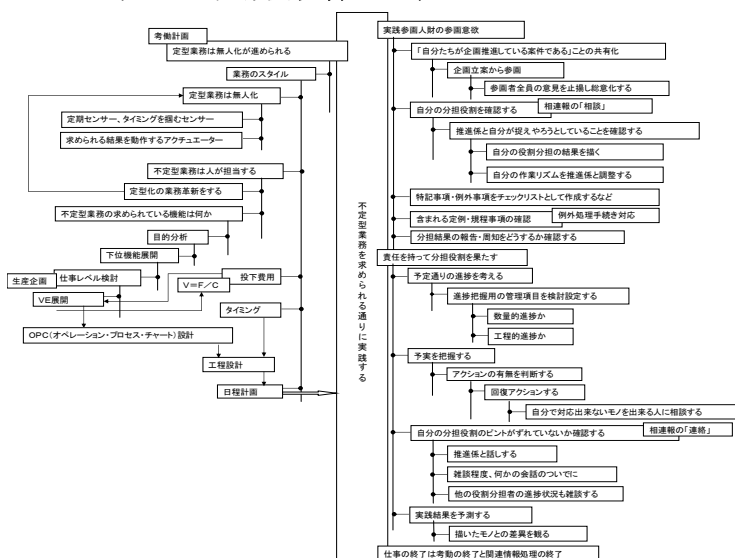 考働計画
定型業務は無人化が進められる
業務のスタイル
定型業務は無人化
定期センサー、タイミングを掴むセンサー
求められる結果を動作するアクチュエーター
不定型業務は人が担当する
定型化の業務革新をする
不定型業務の求められている機能は何か
目的分析
下位機能展開
生産企画
仕事レベル検討
投下費用
V=F/C
VE展開
タイミング
OPC(オペレーション・プロセス・チャート)設計
工程設計
日程計画
不定型業務を求められる通りに実践する
実践参画人財の参画意欲
「自分たちが企画推進している案件である」ことの共有化
企画立案から参画
参画者全員の意見を止揚し総意化する
自分の分担役割を確認する
相連報の「相談」
推進係と自分が捉えやろうとしていることを確認する
自分の役割分担の結果を描く
自分の作業リズムを推進係と調整する
特記事項・例外事項をチェックリストとして作成するなど
含まれる定例・規程事項の確認
例外処理手続き対応
分担結果の報告・周知をどうするか確認する
責任を持って分担役割を果たす
予定通りの進捗を考える
進捗把握用の管理項目を検討設定する
数量的進捗か
工程的進捗か
予実を把握する
アクションの有無を判断する
回復アクションする
自分で対応出来ないモノを出来る人に相談する
自分の分担役割のピントがずれていないか確認する
相連報の「連絡」
推進係と話しする
雑談程度、何かの会話のついでに
他の役割分担者の進捗状況も雑談する
実践結果を予測する
描いたモノとの差異を観る
仕事の終了は考働の終了と関連情報処理の終了